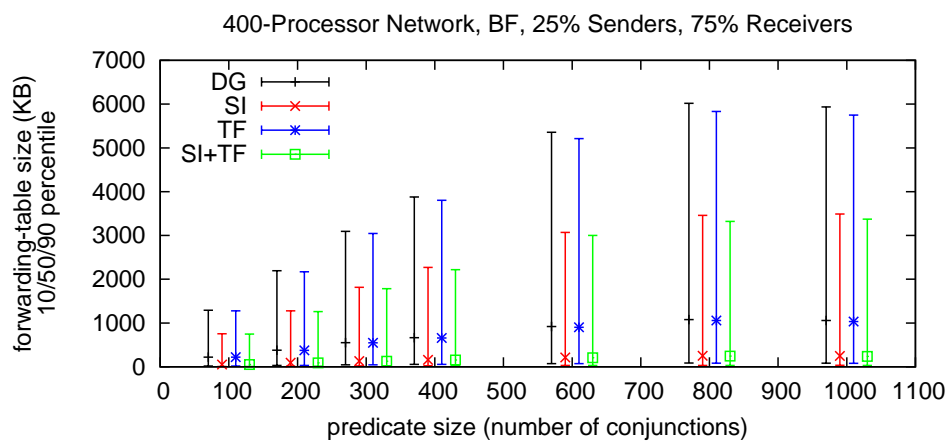 400-Processor Network, BF, 25% Senders, 75% Receivers
forwarding-table size (KB)
10/50/90 percentile
7000
6000
5000
4000
3000
2000
1000
0
DG
SI
TF
SI+TF
0 100 200 300 400 500 600 700 800 900 1000 1100
predicate size (number of conjunctions)